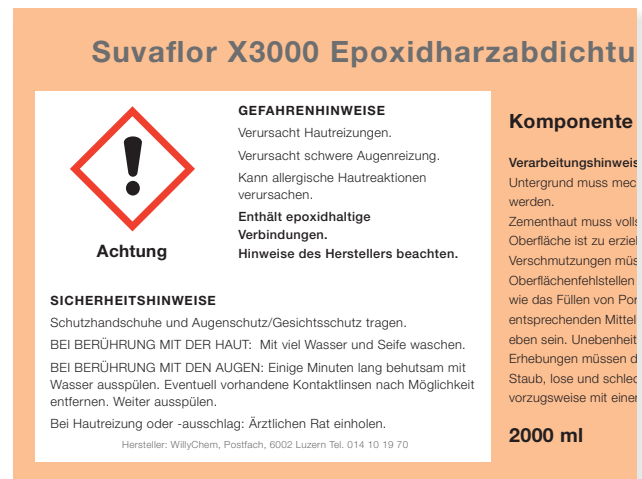 Suvaflor X3000 Epoxidharzabdichtu
GEFAHRENHINWEISE
Verursacht Hautreizungen.
Verursacht schwere Augenreizung.
Kann allergische Hautreaktionen
verursachen.
Enthält epoxidhaltige
Verbindungen.
Hinweise des Herstellers beachten.
Achtung
SICHERHEITSHINWEISE
Schutzhandschuhe und Augenschutz/Gesichtsschutz tragen.
BEI BERÜHRUNG MIT DER HAUT: Mit viel Wasser und Seife waschen.
BEI BERÜHRUNG MIT DEN AUGEN: Einige Minuten lang behutsam mit
Wasser ausspülen. Eventuell vorhandene Kontaktlinsen nach Möglichkeit
entfernen. Weiter ausspülen.
Bei Hautreizung oder -ausschlag: Ärztlichen Rat einholen.
Hersteller: WillyChem, Postfach, 6002 Luzern Tel. 014 10 19 70
Komponente
Verarbeitungshinweis
Untergrund muss mec
werden.
Zementhaut muss volls
Oberfläche ist zu erziel
Verschmutzungen müs
Oberflächenfehlstellen
wie das Füllen von Por
entsprechenden Mittel
eben sein. Unebenheit
Erhebungen müssen d
Staub, lose und schlec
vorzugsweise mit einer
2000 ml